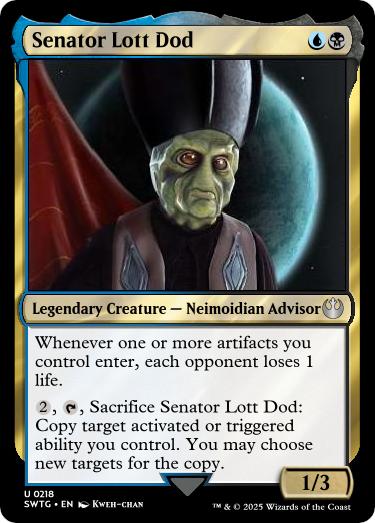 Senator Lott Dod
Legendary Creature — Neimoidian Advisor
Whenever one or more artifacts you
control enter, each opponent loses 1
life.
2, , Sacrifice Senator Lott Dod:
Copy target activated or triggered
ability you control. You may choose
new targets for the copy.
1/3
U 0218
SWTG • EN Kweh-chan
™ & © 2025 Wizards of the Coast